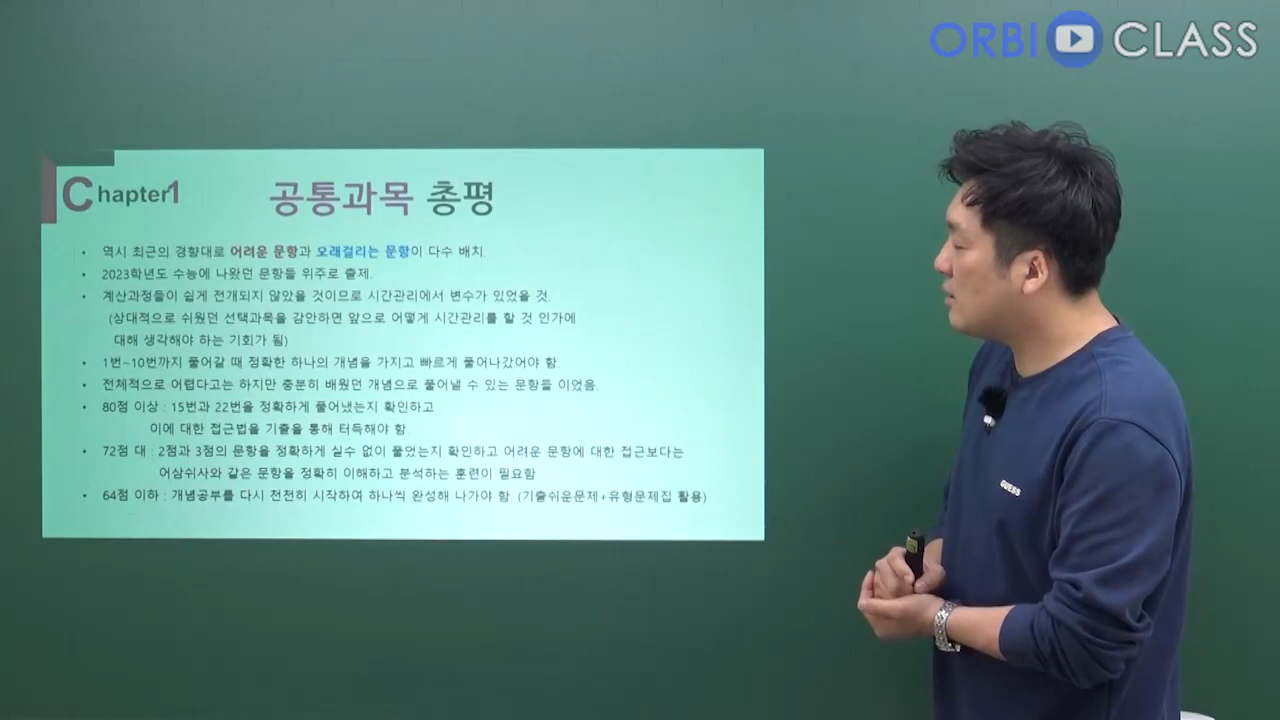 ORBI CLASS
Chapter1
공통과목 총평
• 역시 최근의 경향대로 어려운 문항과 오래걸리는 문항이 다수 배치.
• 2023학년도 수능에 나왔던 문항들 위주로 출제.
• 계산과정들이 쉽게 전개되지 않았을 것이므로 시간관리에서 변수가 있었을 것.
(상대적으로 쉬웠던 선택과목을 감안하면 앞으로 어떻게 시간관리를 할 것 인가에
대해 생각해야 하는 기회가 됨)
• 1번~10번까지 풀어갈 때 정확한 하나의 개념을 가지고 빠르게 풀어나갔어야 함.
• 전체적으로 어렵다고는 하지만 충분히 배웠던 개념으로 풀어낼 수 있는 문항들 이었음.
• 80점 이상 : 15번과 22번을 정확하게 풀어냈는지 확인하고
이에 대한 접근법을 기출을 통해 터득해야 함.
• 72점 대 : 2점과 3점의 문항을 정확하게 실수 없이 풀었는지 확인하고 어려운 문항에 대한 접근보다는
어삼쉬사와 같은 문항을 정확히 이해하고 분석하는 훈련이 필요함
• 64점 이하 : 개념공부를 다시 천천히 시작하여 하나씩 완성해 나가야 함 (기출쉬운문제+유형문제집 활용)
GUESS